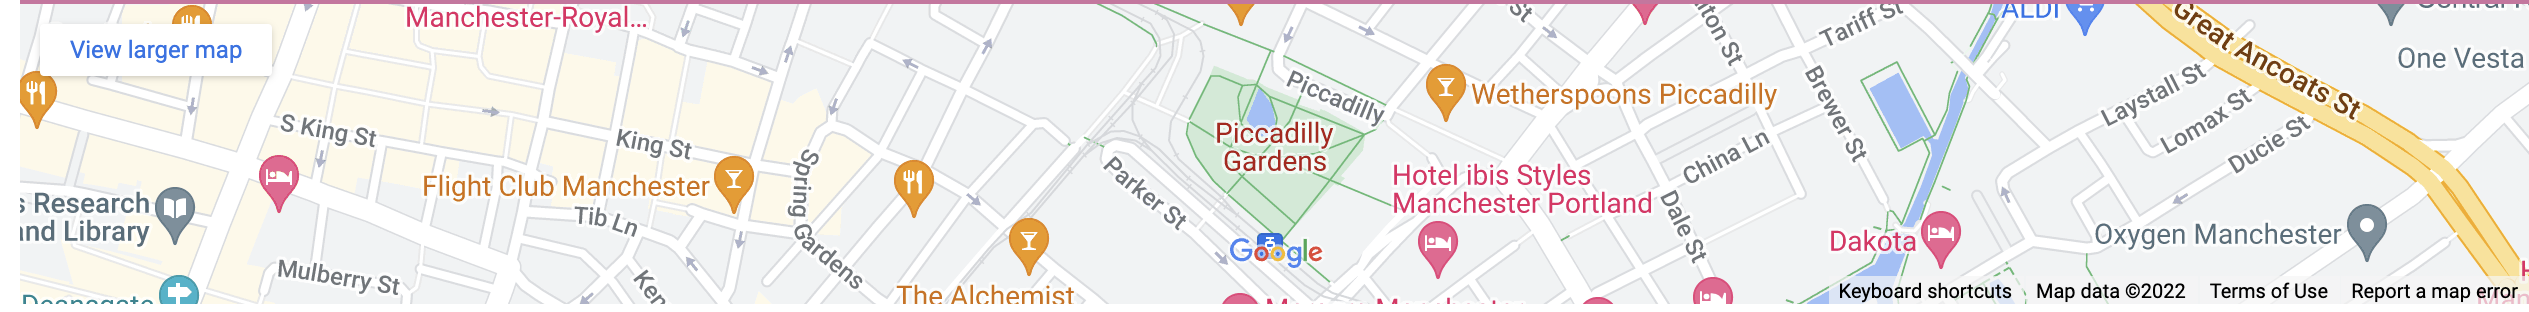 Manchester-Royal...
St
ALDI
Tariff St
Great Ancoats St
View larger map
One Vesta
Piccadilly
Wetherspoons Piccadilly
Brewer St
Laystall St
Lomax St
Ducie St
S King St
King St
Piccadilly
Gardens
China Ln
Spring Gardens
Parker St
Hotel ibis Styles
Manchester Portland
Flight Club Manchester
Research
and Library
Tib Ln
Dale St
Dakota
Oxygen Manchester
Google
Mulberry St
Deansgate
The Alchemist
Keyboard shortcuts
Map data ©2022
Terms of Use
Report a map error